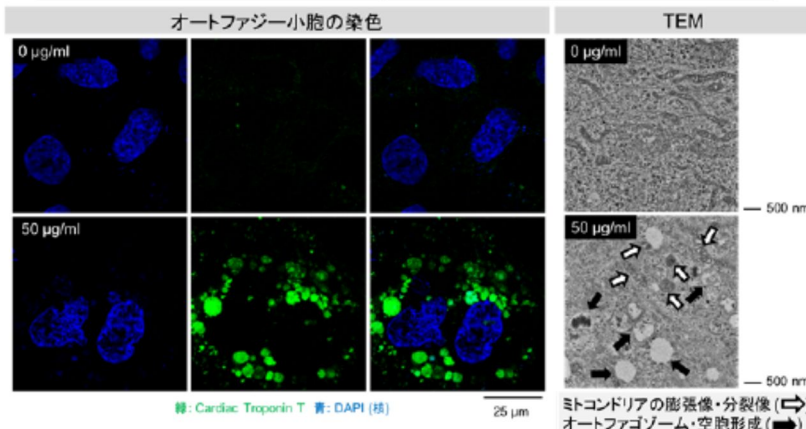 オートファジー小胞の染色
TEM
0 µg/ml
0 µg/ml
500 nm
50 µg/ml
50 µg/ml
500 nm
緑: Cardiac Troponin T 青: DAPI (核)
25 µm
ミトコンドリアの膨張像・分裂像 (⇨)
オートファゴゾーム・空胞形成 (➡)